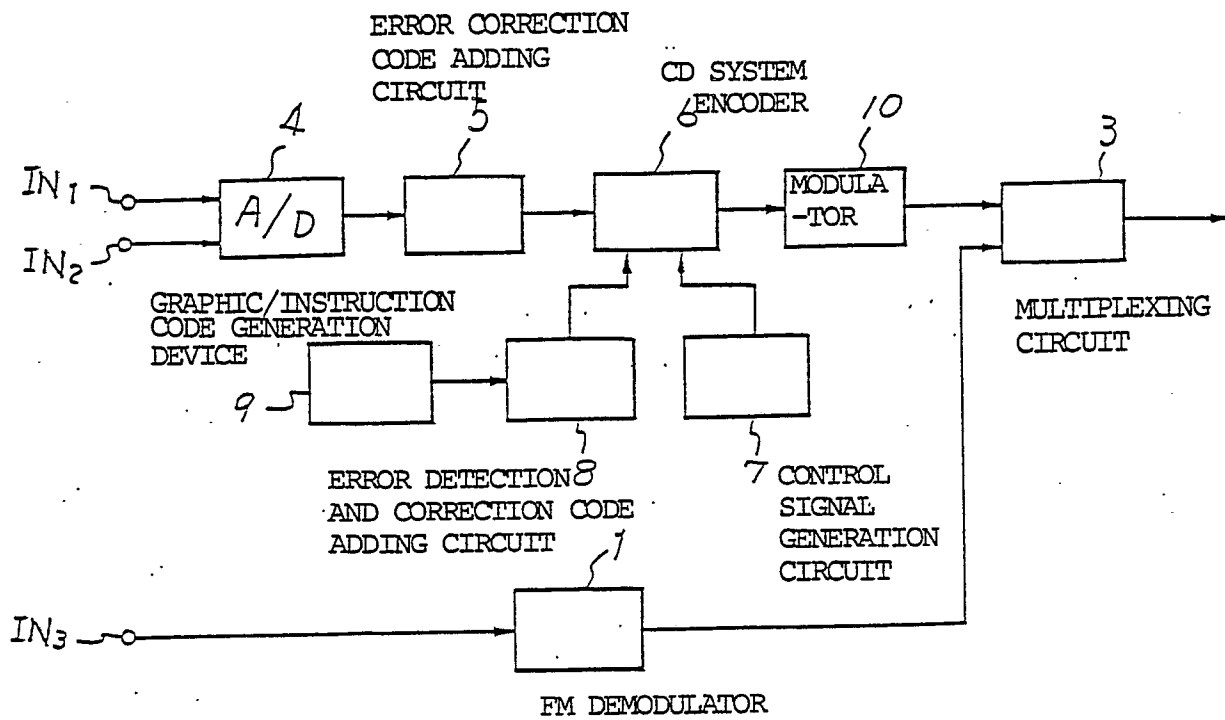 ERROR CORRECTION
CODE ADDING
CIRCUIT
5
CD SYSTEM
ENCODER
6
4
10
3
IN1
IN2
A/D
MODULA
-TOR
MULTIPLEXING
CIRCUIT
GRAPHIC/INSTRUCTION
CODE GENERATION
DEVICE
9
8
ERROR DETECTION
AND CORRECTION CODE
ADDING CIRCUIT
7
CONTROL
SIGNAL
GENERATION
CIRCUIT
1
IN3
FM DEMODULATOR